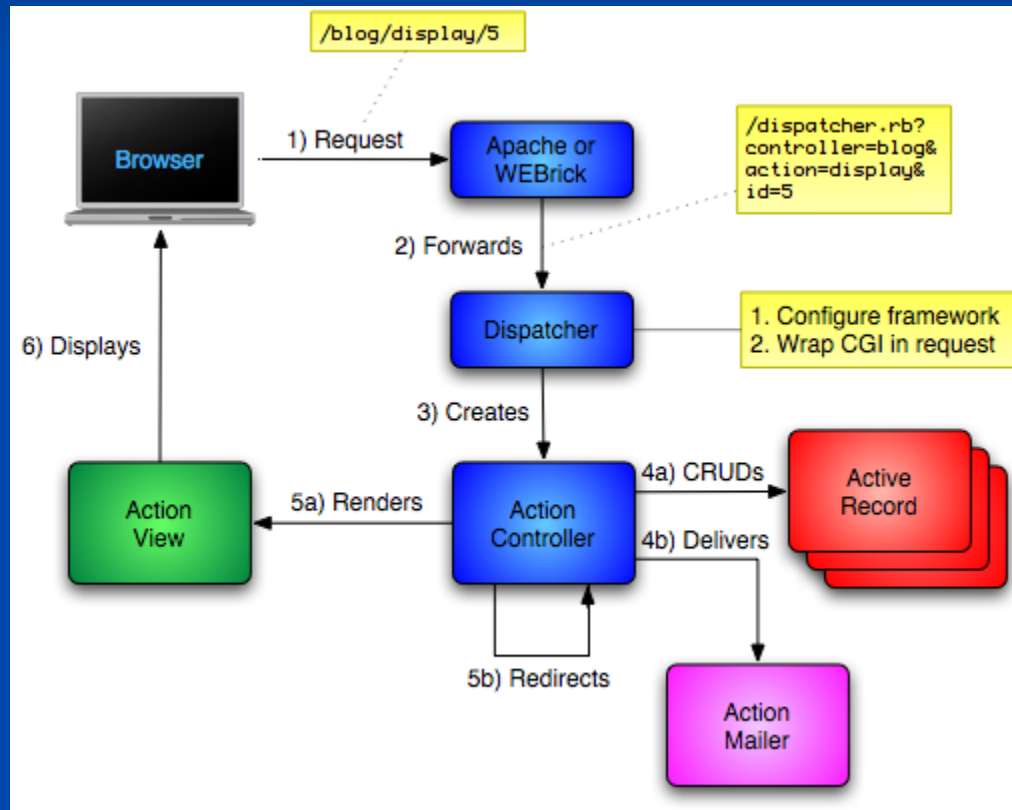 /blog/display/5
Browser
1) Request
Apache or
WEBrick
/dispatcher.rb?
controller=blog&
action=display&
id=5
2) Forwards
Dispatcher
1. Configure framework
2. Wrap CGI in request
6) Displays
3) Creates
Action
View
5a) Renders
Action
Controller
4a) CRUDs
Active
Record
4b) Delivers
5b) Redirects
Action
Mailer